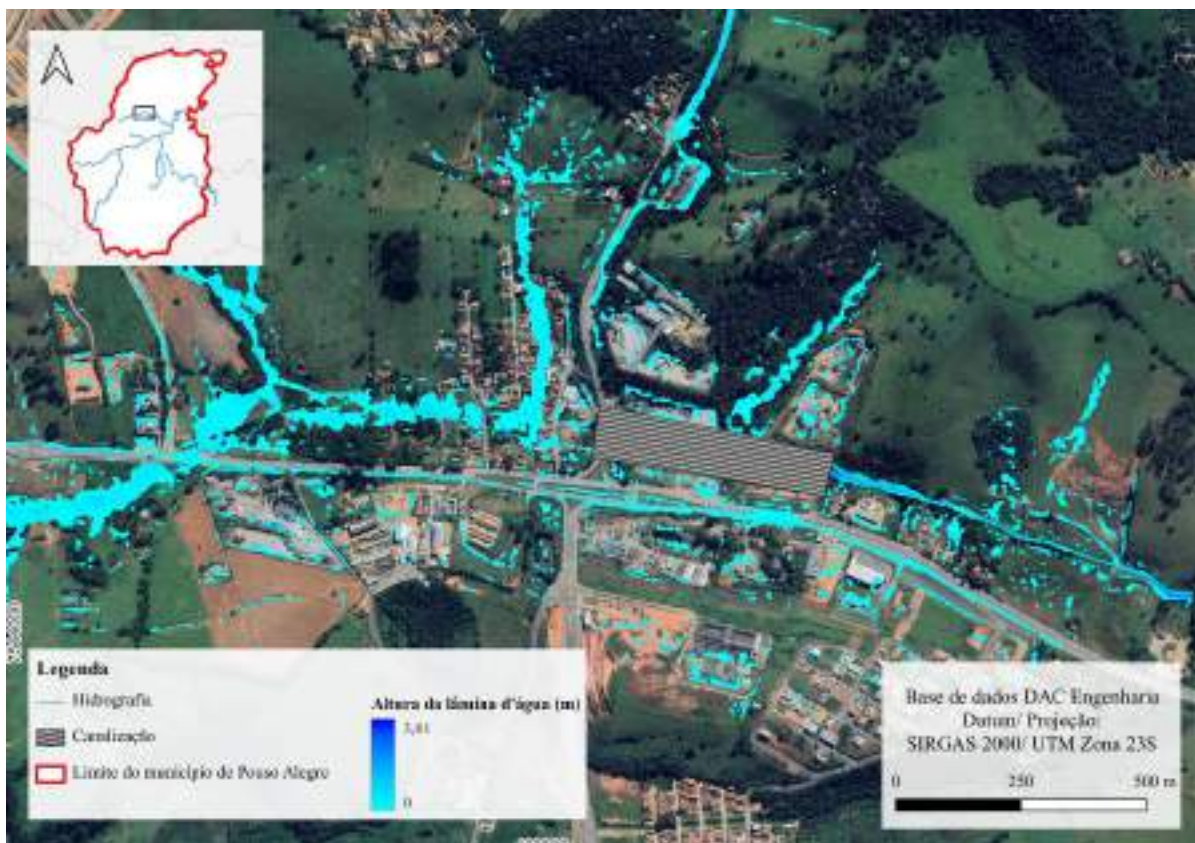 Legenda
Hidrografia
Canalização
Limite do município de Pouso Alegre
Altura da lâmina d'água (m)
0
Base de dados DAC Engenharia
Datum/ Projeção:
SIRGAS 2000/ UTM Zona 23S
0 250 500 m